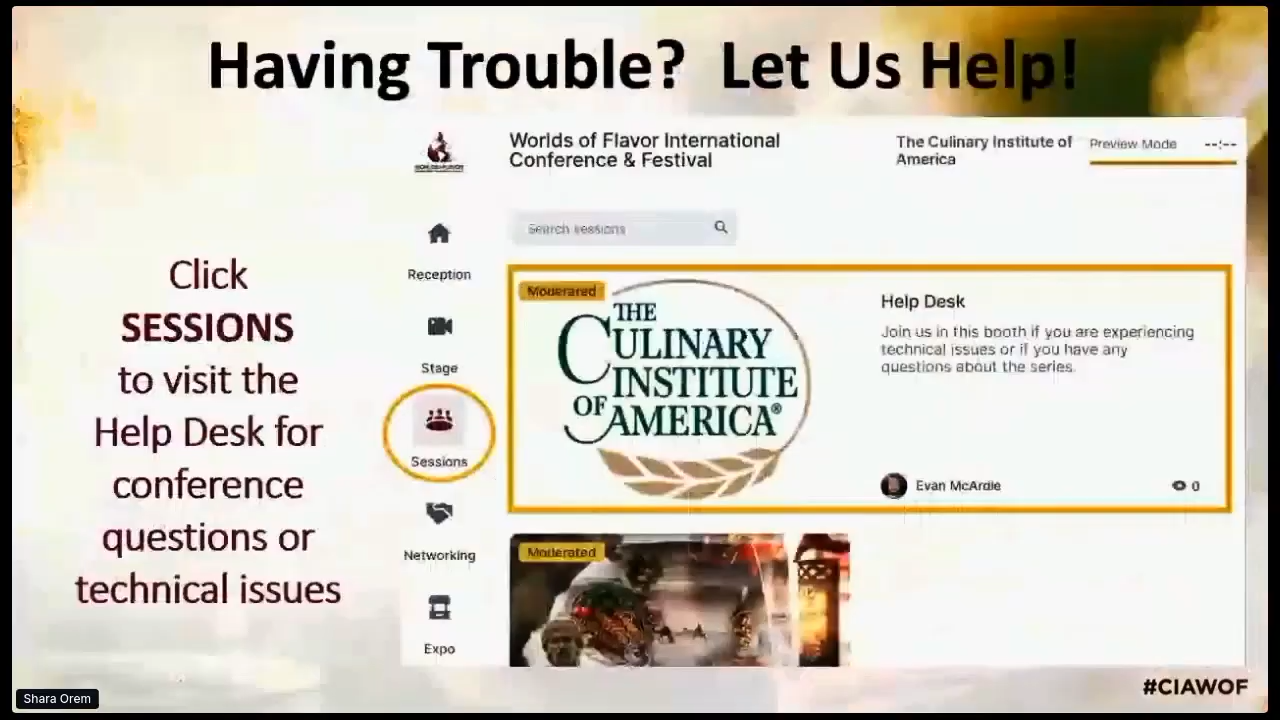 Having Trouble? Let Us Help!
Worlds of Flavor International
Conference & Festival
The Culinary Institute of
America
Preview Mode
--:--
Search sessions
Reception
Stage
Sessions
Networking
Expo
Click
SESSIONS
to visit the
Help Desk for
conference
questions or
technical issues
Moderated
THE
CULINARY
INSTITUTE
OF AMERICA®
Help Desk
Join us in this booth if you are experiencing
technical issues or if you have any
questions about the series.
Evan McArdle
0
Moderated
#CIAWOF
Shara Orem